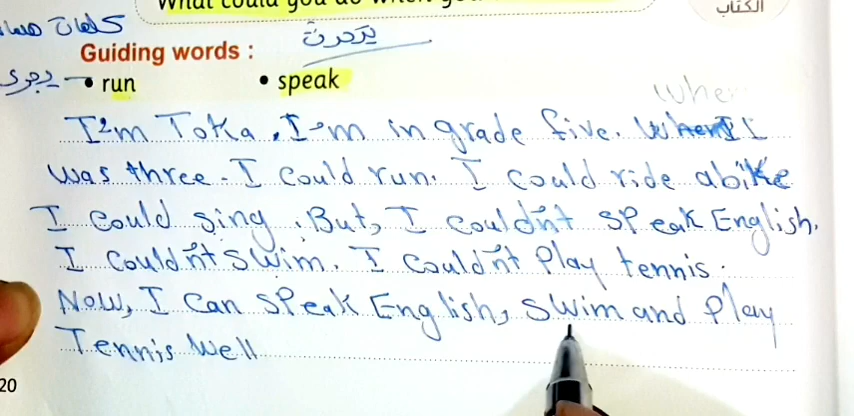 What could you do when
الكتاب
كلمات
Guiding words :
يتحدث
يجرى
• run
• speak
When
I'm Toka, I'm in grade five. When I
was three. I could run. I could ride abike
I could sing. But, I couldn't speak English.
I couldn't swim. I couldn't Play tennis.
Now, I can speak English, swim and play
Tennis well
20